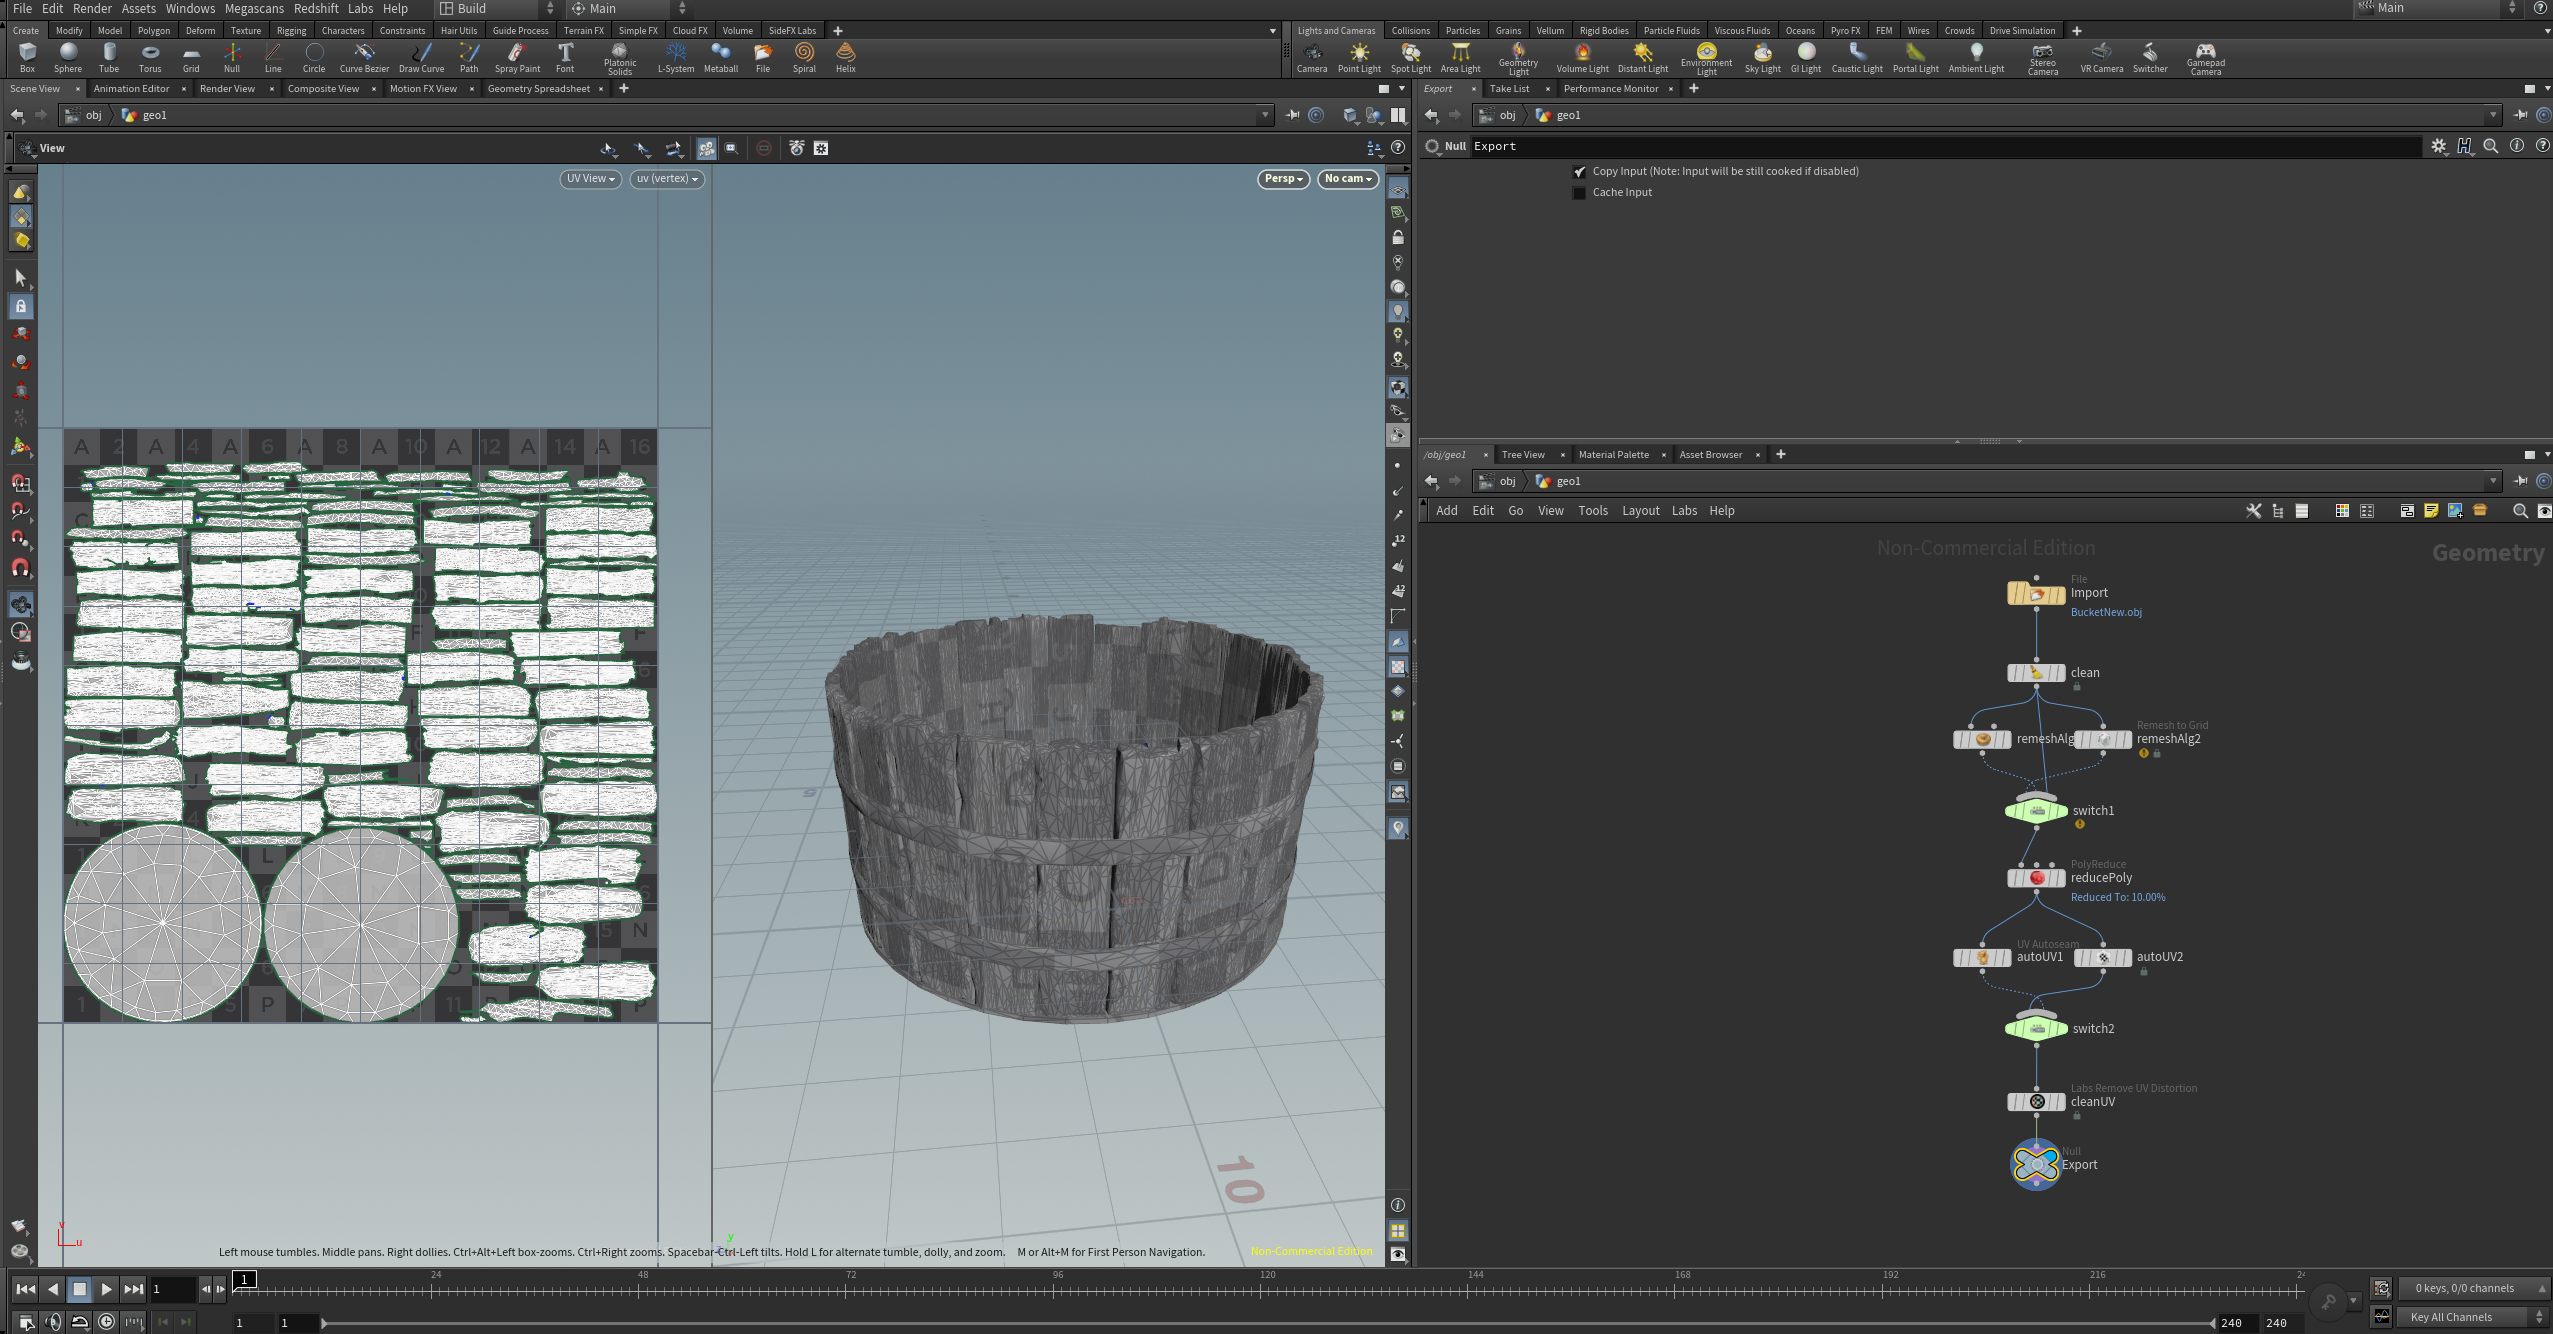 File Edit Render Assets Windows Megascans Redshift Labs Help Build Main Main
Create Modify Model Polygon Deform Texture Rigging Characters Constraints Hair Utils Guide Process Terrain FX Simple FX Cloud FX Volume SideFX Labs
Lights and Cameras Collisions Particles Grains Vellum Rigid Bodies Particle Fluids Viscous Fluids Oceans Pyro FX FEM Wires Crowds Drive Simulation
Box Sphere Tube Torus Grid Null Line Circle Curve Bezier Draw Curve Path Spray Paint Font Platonic Solids L-System Metaball File Spiral Helix
Camera Point Light Spot Light Area Light Geometry Light Volume Light Distant Light Environment Light Sky Light GI Light Caustic Light Portal Light Ambient Light Stereo Camera VR Camera Switcher Gamepad Camera
Scene View Animation Editor Render View Composite View Motion FX View Geometry Spreadsheet
Export Take List Performance Monitor
obj geo1
obj geo1
View
Null Export
Copy Input (Note: Input will be still cooked if disabled)
Cache Input
UV View uv (vertex)
Persp No cam
A 2 A 4 A 6 A 8 A 10 A 12 A 14 A 16
/obj/geo1 Tree View Material Palette Asset Browser
obj geo1
Add Edit Go View Tools Layout Labs Help
Non-Commercial Edition
Geometry
File
Import
BucketNew.obj
clean
remeshAlg
Remesh to Grid
remeshAlg2
switch1
PolyReduce
reducePoly
Reduced To: 10.00%
UV Autoseam
autoUV1
autoUV2
switch2
Labs Remove UV Distortion
cleanUV
Null
Export
10
v
u
y
Left mouse tumbles. Middle pans. Right dollies. Ctrl+Alt+Left box-zooms. Ctrl+Right zooms. Spacebar-Ctrl-Left tilts. Hold L for alternate tumble, dolly, and zoom. M or Alt+M for First Person Navigation.
Non-Commercial Edition
1 1 24 48 72 96 120 144 168 192 216
0 keys, 0/0 channels
1 1 240 240
Key All Channels